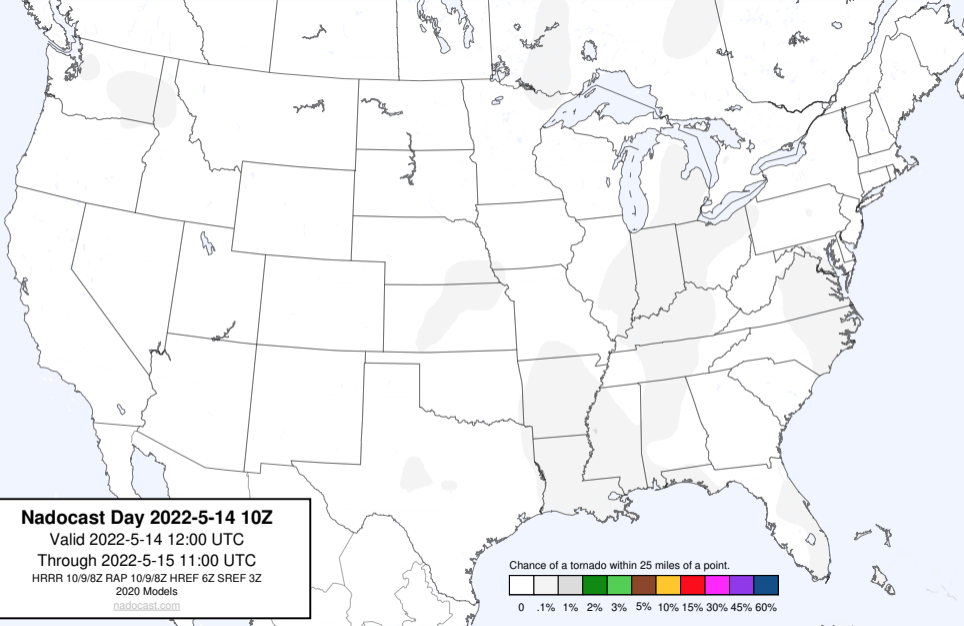 Nadocast Day 2022-5-14 10Z
Valid 2022-5-14 12:00 UTC
Through 2022-5-15 11:00 UTC
HRRR 10/9/8Z RAP 10/9/8Z HREF 6Z SREF 3Z
2020 Models
nadocast.com
Chance of a tornado within 25 miles of a point.
0 .1% 1% 2% 3% 5% 10% 15% 30% 45% 60%